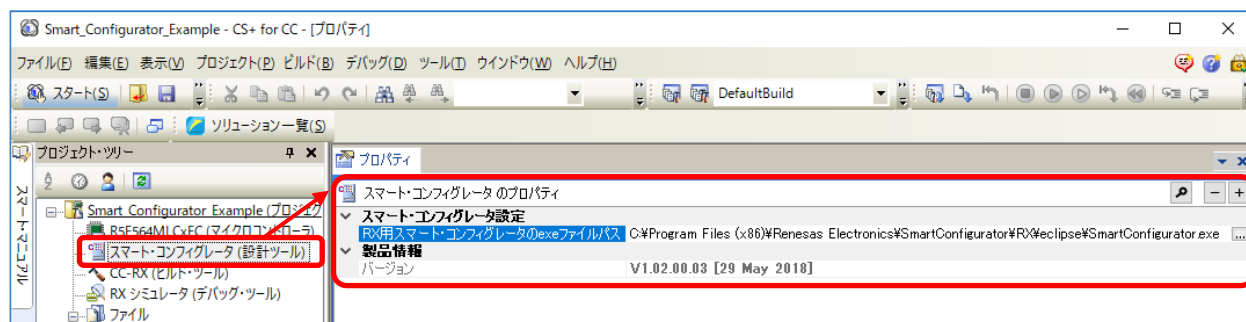 Smart_Configurator_Example - CS+ for CC - [プロパティ]
ファイル(F) 編集(E) 表示(V) プロジェクト(P) ビルド(B) デバッグ(D) ツール(T) ウインドウ(W) ヘルプ(H)
スタート(S) DefaultBuild
ソリューション一覧(S)
プロジェクト・ツリー
プロパティ
スマート・マニュアル
スマート・コンフィグレータ のプロパティ
Smart_Configurator_Example (プロジェク
スマート・コンフィグレータ設定
R5F564MLCxFC (マイクロコントローラ)
RX用スマート・コンフィグレータのexeファイルパス C:¥Program Files (x86)¥Renesas Electronics¥SmartConfigurator¥RX¥eclipse¥SmartConfigurator.exe ...
スマート・コンフィグレータ (設計ツール)
製品情報
CC-RX (ビルド・ツール)
バージョン V1.02.00.03 [29 May 2018]
RX シミュレータ (デバッグ・ツール)
ファイル